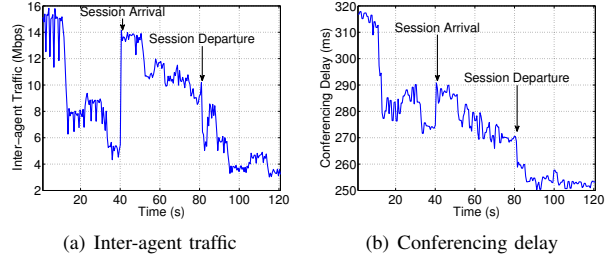 Session Arrival
Session Departure
Inter-agent Traffic (Mbps)
16
14
12
10
8
6
4
2
0
20
40
60
80
100
120
Time (s)
(a) Inter-agent traffic
Session Arrival
Session Departure
Conferencing Delay (ms)
320
310
300
290
280
270
260
250
20
40
60
80
100
120
Time (s)
(b) Conferencing delay